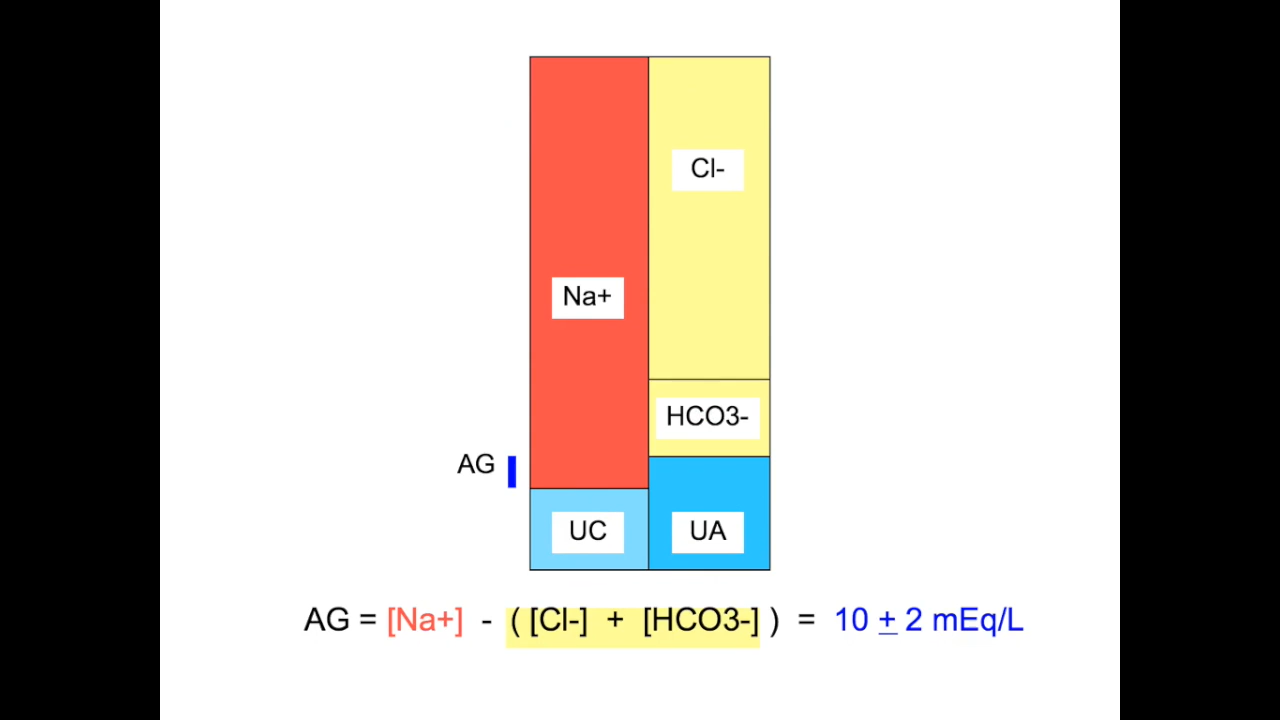 Cl-
Na+
HCO3-
AG
UC
UA
AG = [Na+] - ( [Cl-] + [HCO3-] ) = 10 ± 2 mEq/L